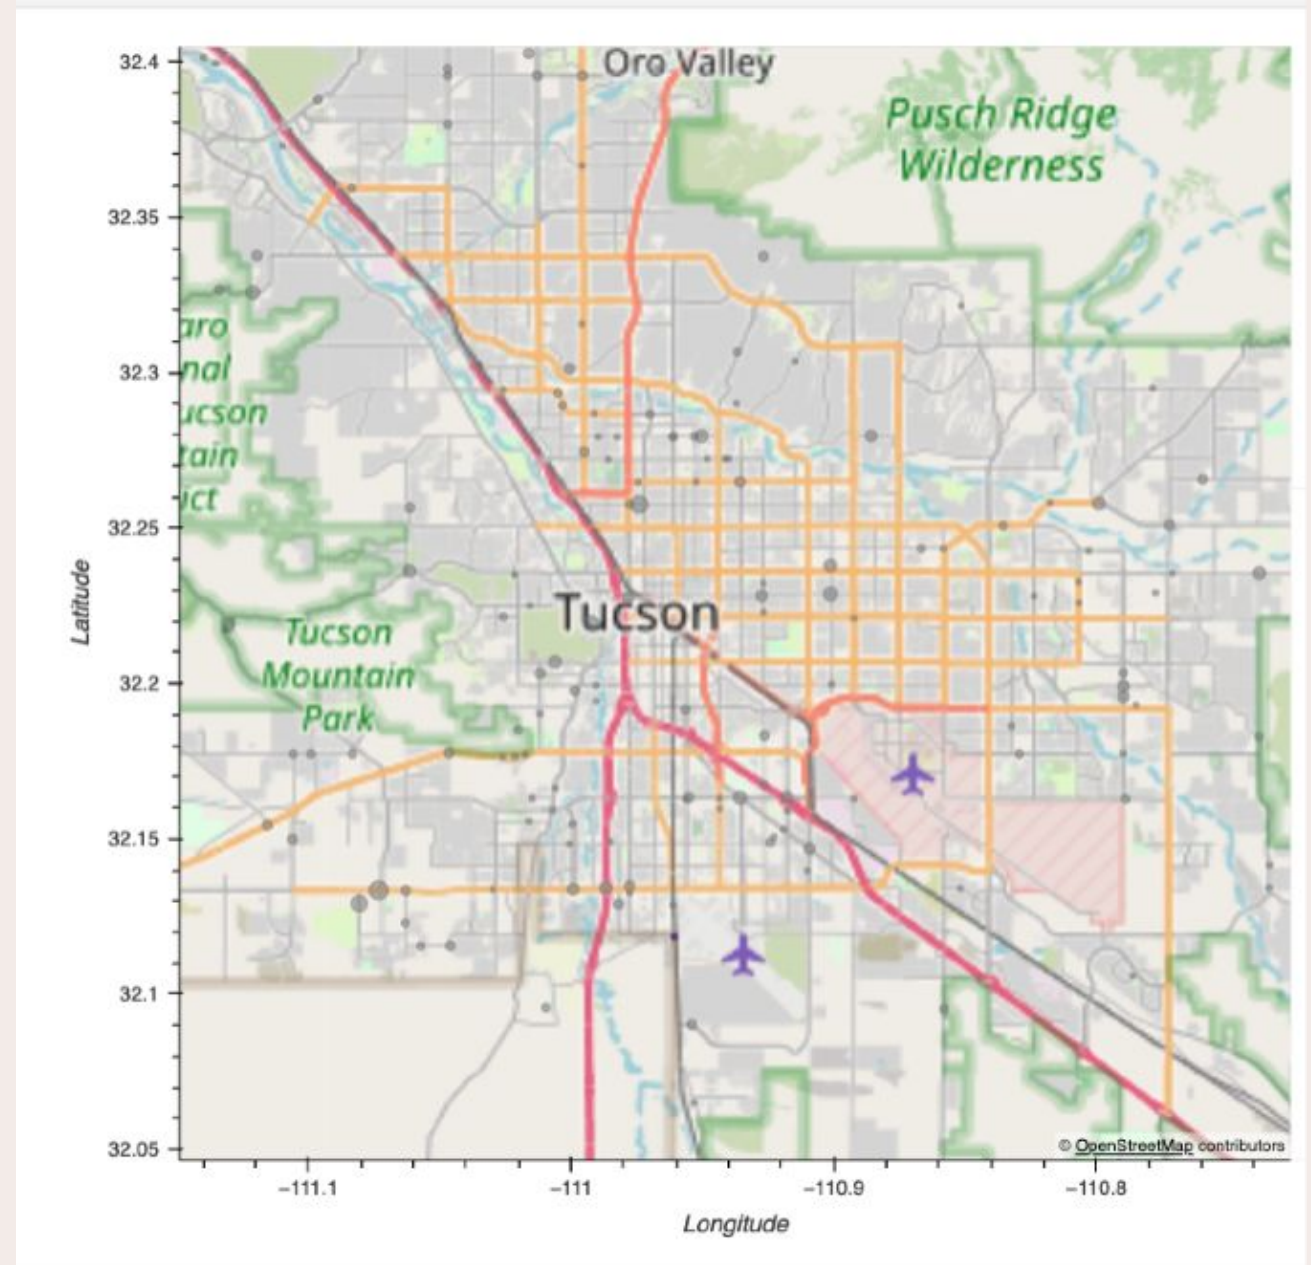 Oro Valley
32.4
Pusch Ridge
Wilderness
32.35
aro
nal
32.3
ucson
tain
ict
32.25
Latitude
Tucson
Tucson
Mountain
Park
32.2
32.15
32.1
32.05
© OpenStreetMap contributors
−111.1
−111
−110.9
−110.8
Longitude